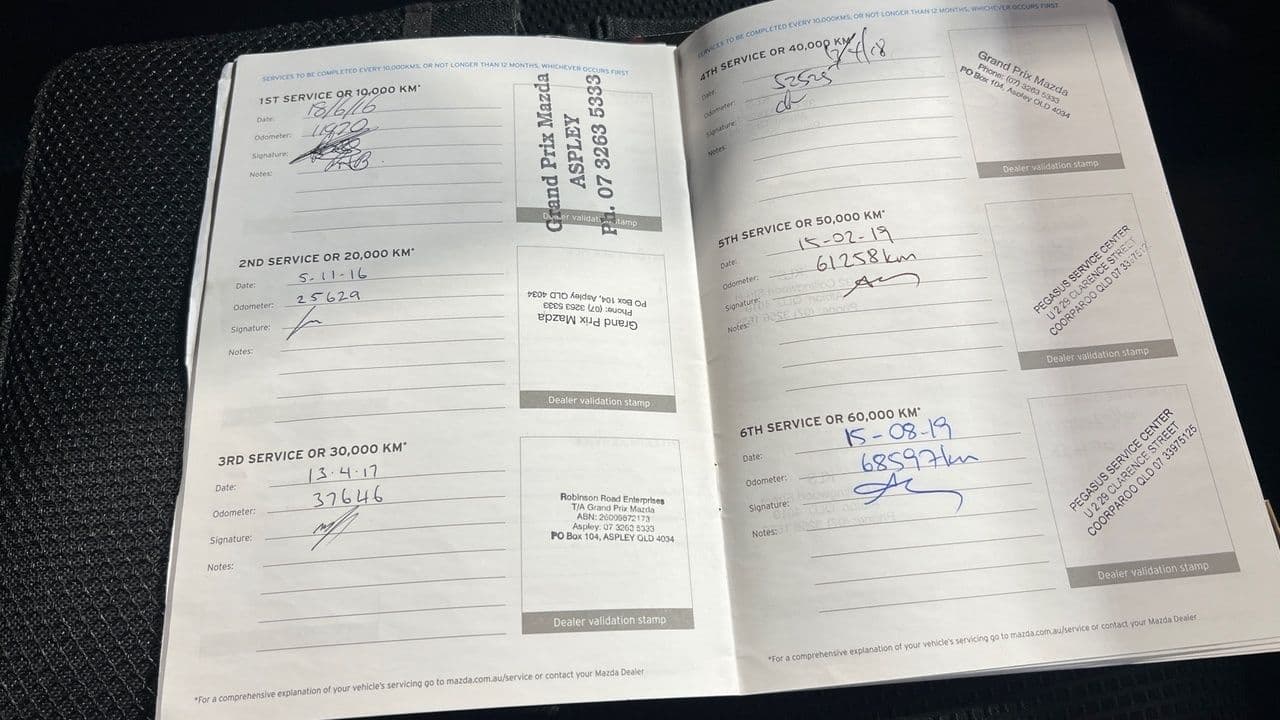 SERVICES TO BE COMPLETED EVERY 10,000KMS, OR NOT LONGER THAN 12 MONTHS, WHICHEVER OCCURS FIRST
1ST SERVICE OR 10,000 KM*
Date: 18/6/16
Odometer:
Signature:
Notes:
Grand Prix Mazda
ASPLEY
Ph. 07 3263 5333
Dealer validation stamp
2ND SERVICE OR 20,000 KM*
Date: 5-11-16
Odometer: 25629
Signature:
Notes:
Grand Prix Mazda
Phone: (07) 3263 5333
PO Box 104, Aspley QLD 4034
Dealer validation stamp
3RD SERVICE OR 30,000 KM*
Date: 13.4.17
Odometer: 37646
Signature:
Notes:
Robinson Road Enterprises
T/A Grand Prix Mazda
ABN: 26009872173
Aspley: 07 3263 5333
PO Box 104, ASPLEY QLD 4034
Dealer validation stamp
*For a comprehensive explanation of your vehicle's servicing go to mazda.com.au/service or contact your Mazda Dealer
SERVICES TO BE COMPLETED EVERY 10,000KMS, OR NOT LONGER THAN 12 MONTHS, WHICHEVER OCCURS FIRST
4TH SERVICE OR 40,000 KM*
Date:
Odometer: 52525
Signature:
Notes:
Grand Prix Mazda
Phone: (07) 3263 5333
PO Box 104, Aspley QLD 4034
Dealer validation stamp
5TH SERVICE OR 50,000 KM*
Date: 15-02-19
Odometer: 61258km
Signature:
Notes:
PEGASUS SERVICE CENTER
U 2 29 CLARENCE STREET
COORPAROO QLD 07
Dealer validation stamp
6TH SERVICE OR 60,000 KM*
Date: 15-08-19
Odometer: 68597km
Signature:
Notes:
PEGASUS SERVICE CENTER
U 2 29 CLARENCE STREET
COORPAROO QLD 07 33975125
Dealer validation stamp
*For a comprehensive explanation of your vehicle's servicing go to mazda.com.au/service or contact your Mazda Dealer